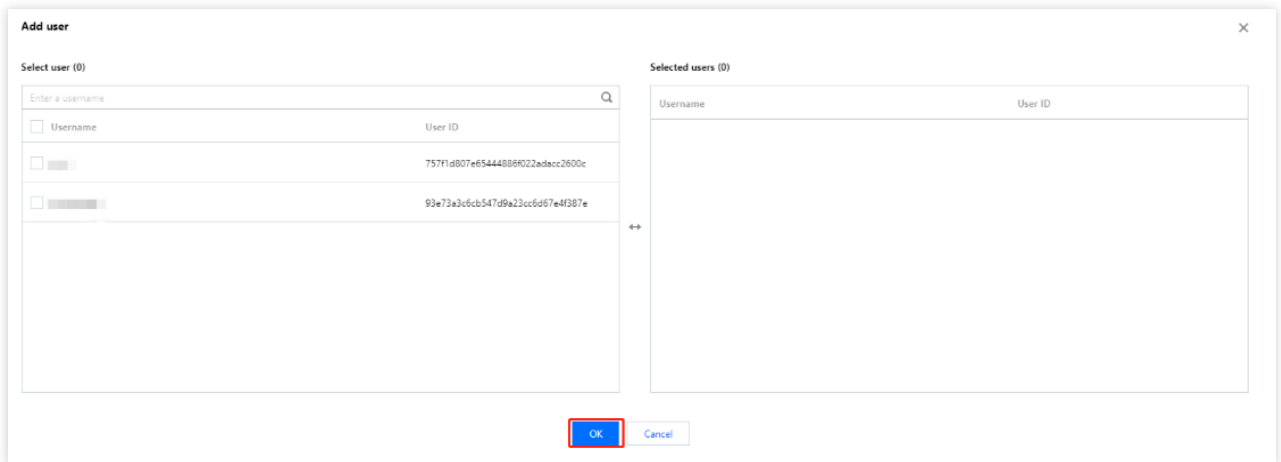 Add user
Select user (0)
Selected users (0)
Enter a username
Username User ID
Username User ID
757f1d807e65444886f022adacc2600c
93e73a3c6cb547d9a23cc6d67e4f387e
OK Cancel